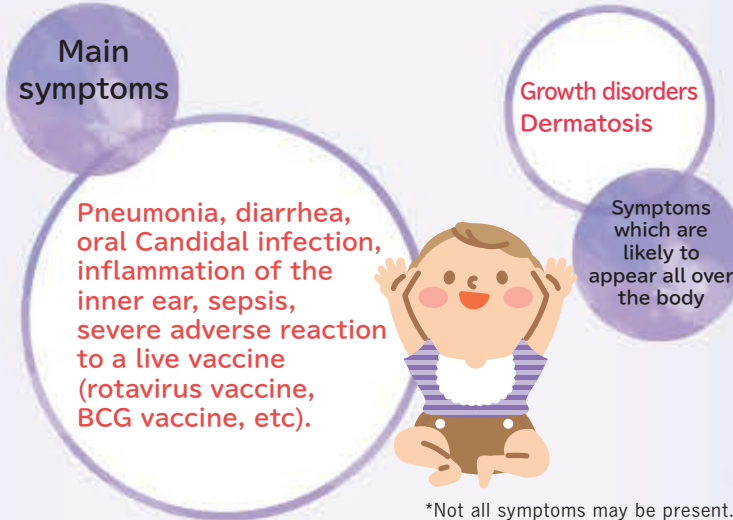 Main
symptoms
Pneumonia, diarrhea,
oral Candidal infection,
inflammation of the
inner ear, sepsis,
severe adverse reaction
to a live vaccine
(rotavirus vaccine,
BCG vaccine, etc).
Growth disorders
Dermatosis
Symptoms
which are
likely to
appear all over
the body
*Not all symptoms may be present.